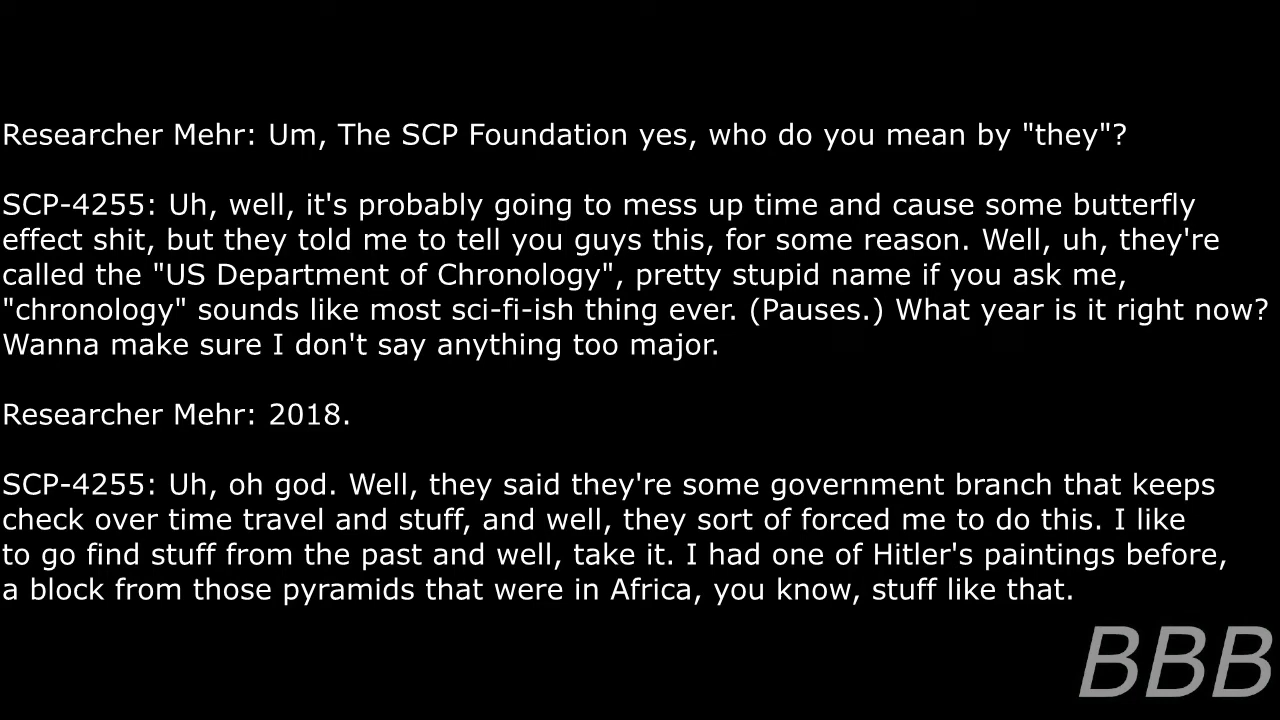 Researcher Mehr: Um, The SCP Foundation yes, who do you mean by "they"?
SCP-4255: Uh, well, it's probably going to mess up time and cause some butterfly
effect shit, but they told me to tell you guys this, for some reason. Well, uh, they're
called the "US Department of Chronology", pretty stupid name if you ask me,
"chronology" sounds like most sci-fi-ish thing ever. (Pauses.) What year is it right now?
Wanna make sure I don't say anything too major.
Researcher Mehr: 2018.
SCP-4255: Uh, oh god. Well, they said they're some government branch that keeps
check over time travel and stuff, and well, they sort of forced me to do this. I like
to go find stuff from the past and well, take it. I had one of Hitler's paintings before,
a block from those pyramids that were in Africa, you know, stuff like that.
BBB